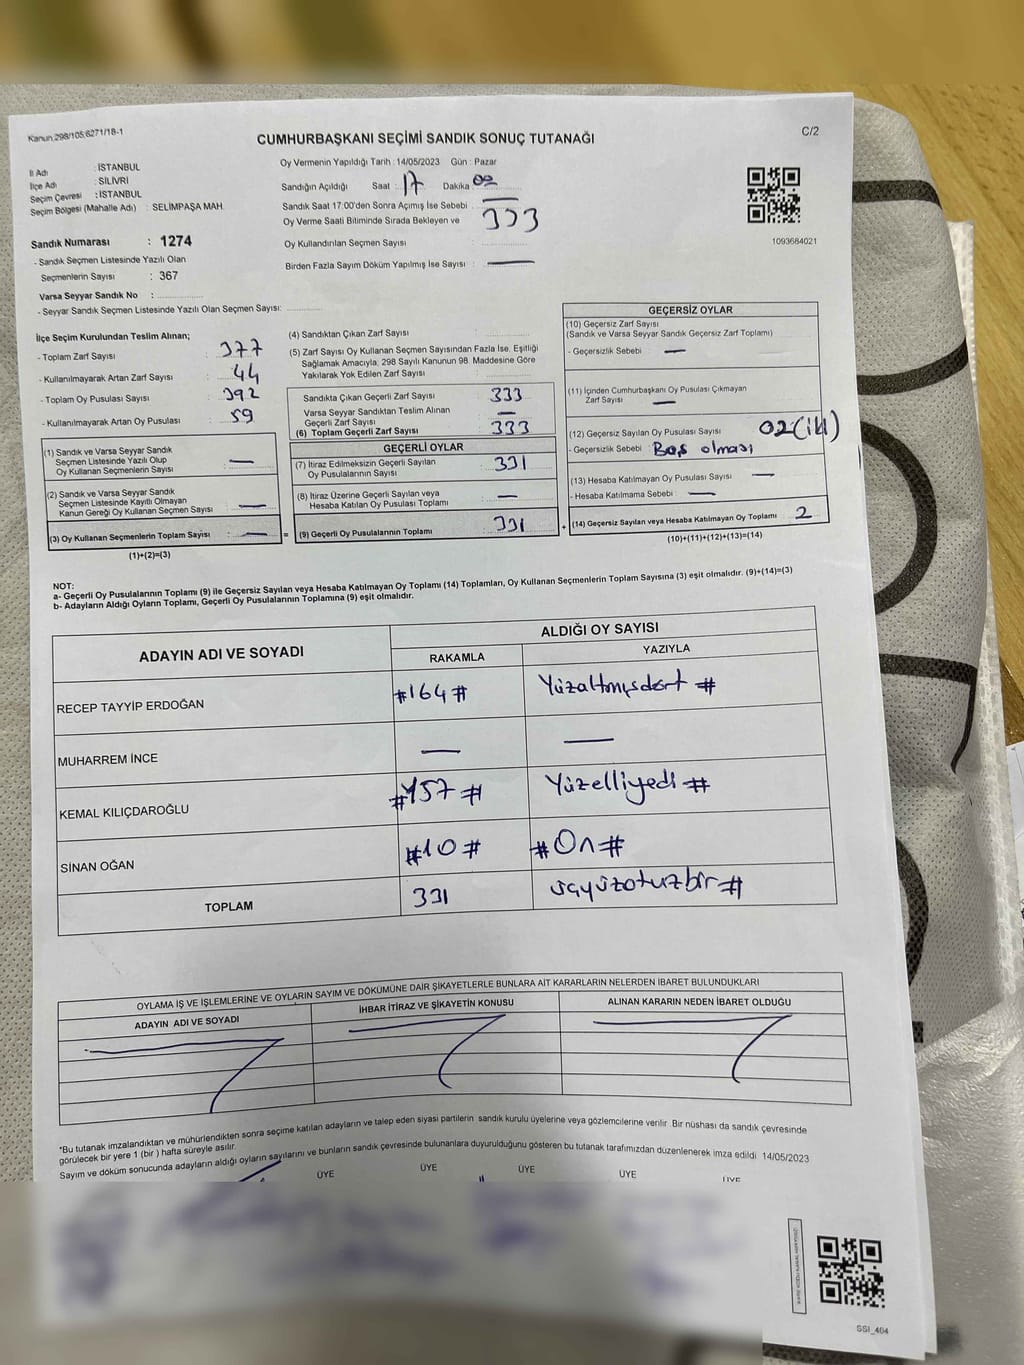 Kanun.298/105;6271/18-1
C/2
CUMHURBAŞKANI SEÇİMİ SANDIK SONUÇ TUTANAĞI
İl Adı : İSTANBUL
İlçe Adı : SİLİVRİ
Seçim Çevresi : İSTANBUL
Seçim Bölgesi (Mahalle Adı) : SELİMPAŞA MAH.
Sandık Numarası : 1274
- Sandık Seçmen Listesinde Yazılı Olan
Seçmenlerin Sayısı : 367
Varsa Seyyar Sandık No :
- Seyyar Sandık Seçmen Listesinde Yazılı Olan Seçmen Sayısı:
Oy Vermenin Yapıldığı Tarih : 14/05/2023 Gün : Pazar
Sandığın Açıldığı Saat : 17 Dakika : 00
Sandık Saat 17:00'den Sonra Açımış İse Sebebi : —
Oy Verme Saati Bitiminde Sırada Bekleyen ve 333
Oy Kullandırılan Seçmen Sayısı :
Birden Fazla Sayım Döküm Yapılmış İse Sayısı : —
1093684021
İlçe Seçim Kurulundan Teslim Alınan;
- Toplam Zarf Sayısı : 377
- Kullanılmayarak Artan Zarf Sayısı : 44
- Toplam Oy Pusulası Sayısı : 392
- Kullanılmayarak Artan Oy Pusulası : 59
(1) Sandık ve Varsa Seyyar Sandık
Seçmen Listesinde Yazılı Olup
Oy Kullanan Seçmenlerin Sayısı : —
(2) Sandık ve Varsa Seyyar Sandık
Seçmen Listesinde Kayıtlı Olmayan
Kanun Gereği Oy Kullanan Seçmen Sayısı : —
(3) Oy Kullanan Seçmenlerin Toplam Sayısı : — =
(1)+(2)=(3)
(4) Sandıktan Çıkan Zarf Sayısı :
(5) Zarf Sayısı Oy Kullanan Seçmen Sayısından Fazla İse, Eşitliği
Sağlamak Amacıyla; 298 Sayılı Kanunun 98. Maddesine Göre
Yakılarak Yok Edilen Zarf Sayısı :
Sandıkta Çıkan Geçerli Zarf Sayısı : 333
Varsa Seyyar Sandıktan Teslim Alınan
Geçerli Zarf Sayısı : —
(6) Toplam Geçerli Zarf Sayısı : 333
GEÇERLİ OYLAR
(7) İtiraz Edilmeksizin Geçerli Sayılan
Oy Pusulalarının Sayısı : 331
(8) İtiraz Üzerine Geçerli Sayılan veya
Hesaba Katılan Oy Pusulası Toplamı : —
(9) Geçerli Oy Pusulalarının Toplamı : 331 +
GEÇERSİZ OYLAR
(10) Geçersiz Zarf Sayısı
(Sandık ve Varsa Seyyar Sandık Geçersiz Zarf Toplamı) :
- Geçersizlik Sebebi : —
(11) İçinden Cumhurbaşkanı Oy Pusulası Çıkmayan
Zarf Sayısı : —
(12) Geçersiz Sayılan Oy Pusulası Sayısı : 02(iki)
- Geçersizlik Sebebi : Boş olması
(13) Hesaba Katılmayan Oy Pusulası Sayısı : —
- Hesaba Katılmama Sebebi : —
(14) Geçersiz Sayılan veya Hesaba Katılmayan Oy Toplamı : 2
(10)+(11)+(12)+(13)=(14)
NOT:
a- Geçerli Oy Pusulalarının Toplamı (9) ile Geçersiz Sayılan veya Hesaba Katılmayan Oy Toplamı (14) Toplamları, Oy Kullanan Seçmenlerin Toplam Sayısına (3) eşit olmalıdır. (9)+(14)=(3)
b- Adayların Aldığı Oyların Toplamı, Geçerli Oy Pusulalarının Toplamına (9) eşit olmalıdır.
ADAYIN ADI VE SOYADI
ALDIĞI OY SAYISI
RAKAMLA YAZIYLA
RECEP TAYYİP ERDOĞAN #164# Yüzaltmışdört #
MUHARREM İNCE — —
KEMAL KILIÇDAROĞLU #157# Yüzelliyedi #
SİNAN OĞAN #10# #On#
TOPLAM 331 üçyüzotuzbir #
OYLAMA İŞ VE İŞLEMLERİNE VE OYLARIN SAYIM VE DÖKÜMÜNE DAİR ŞİKAYETLERLE BUNLARA AİT KARARLARIN NELERDEN İBARET BULUNDUKLARI
ADAYIN ADI VE SOYADI İHBAR İTİRAZ VE ŞİKAYETİN KONUSU ALINAN KARARIN NEDEN İBARET OLDUĞU
*Bu tutanak imzalandıktan ve mühürlendikten sonra seçime katılan adayların ve talep eden siyasi partilerin sandık kurulu üyelerine veya gözlemcilerine verilir. Bir nüshası da sandık çevresinde
görülecek bir yere 1 (bir ) hafta süreyle asılır.
Sayım ve döküm sonucunda adayların aldığı oyların sayılarını ve bunların sandık çevresinde bulunanlara duyurulduğunu gösteren bu tutanak tarafımızdan düzenlenerek imza edildi 14/05/2023
ÜYE ÜYE ÜYE ÜYE ÜYE
SSI_404